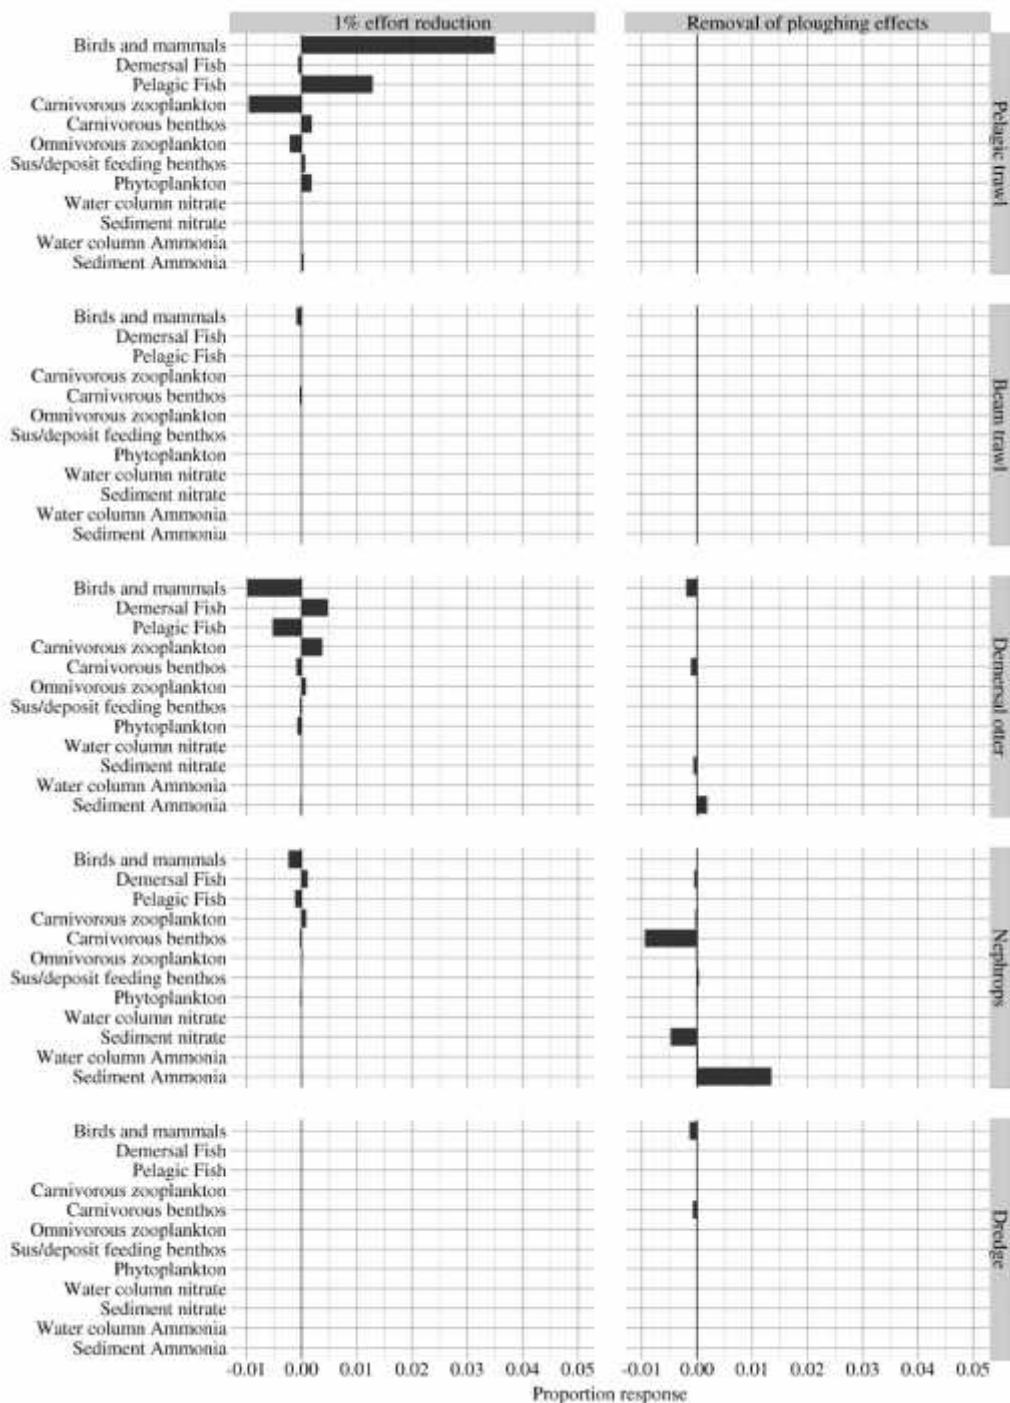 1% effort reduction
Removal of ploughing effects
Birds and mammals
Demersal Fish
Pelagic Fish
Carnivorous zooplankton
Carnivorous benthos
Omnivorous zooplankton
Sus/deposit feeding benthos
Phytoplankton
Water column nitrate
Sediment nitrate
Water column Ammonia
Sediment Ammonia
Pelagic trawl
Birds and mammals
Demersal Fish
Pelagic Fish
Carnivorous zooplankton
Carnivorous benthos
Omnivorous zooplankton
Sus/deposit feeding benthos
Phytoplankton
Water column nitrate
Sediment nitrate
Water column Ammonia
Sediment Ammonia
Beam trawl
Birds and mammals
Demersal Fish
Pelagic Fish
Carnivorous zooplankton
Carnivorous benthos
Omnivorous zooplankton
Sus/deposit feeding benthos
Phytoplankton
Water column nitrate
Sediment nitrate
Water column Ammonia
Sediment Ammonia
Demersal otter
Birds and mammals
Demersal Fish
Pelagic Fish
Carnivorous zooplankton
Carnivorous benthos
Omnivorous zooplankton
Sus/deposit feeding benthos
Phytoplankton
Water column nitrate
Sediment nitrate
Water column Ammonia
Sediment Ammonia
Nephrops
Birds and mammals
Demersal Fish
Pelagic Fish
Carnivorous zooplankton
Carnivorous benthos
Omnivorous zooplankton
Sus/deposit feeding benthos
Phytoplankton
Water column nitrate
Sediment nitrate
Water column Ammonia
Sediment Ammonia
Dredge
-0.01 0.00 0.01 0.02 0.03 0.04 0.05 -0.01 0.00 0.01 0.02 0.03 0.04 0.05
Proportion response